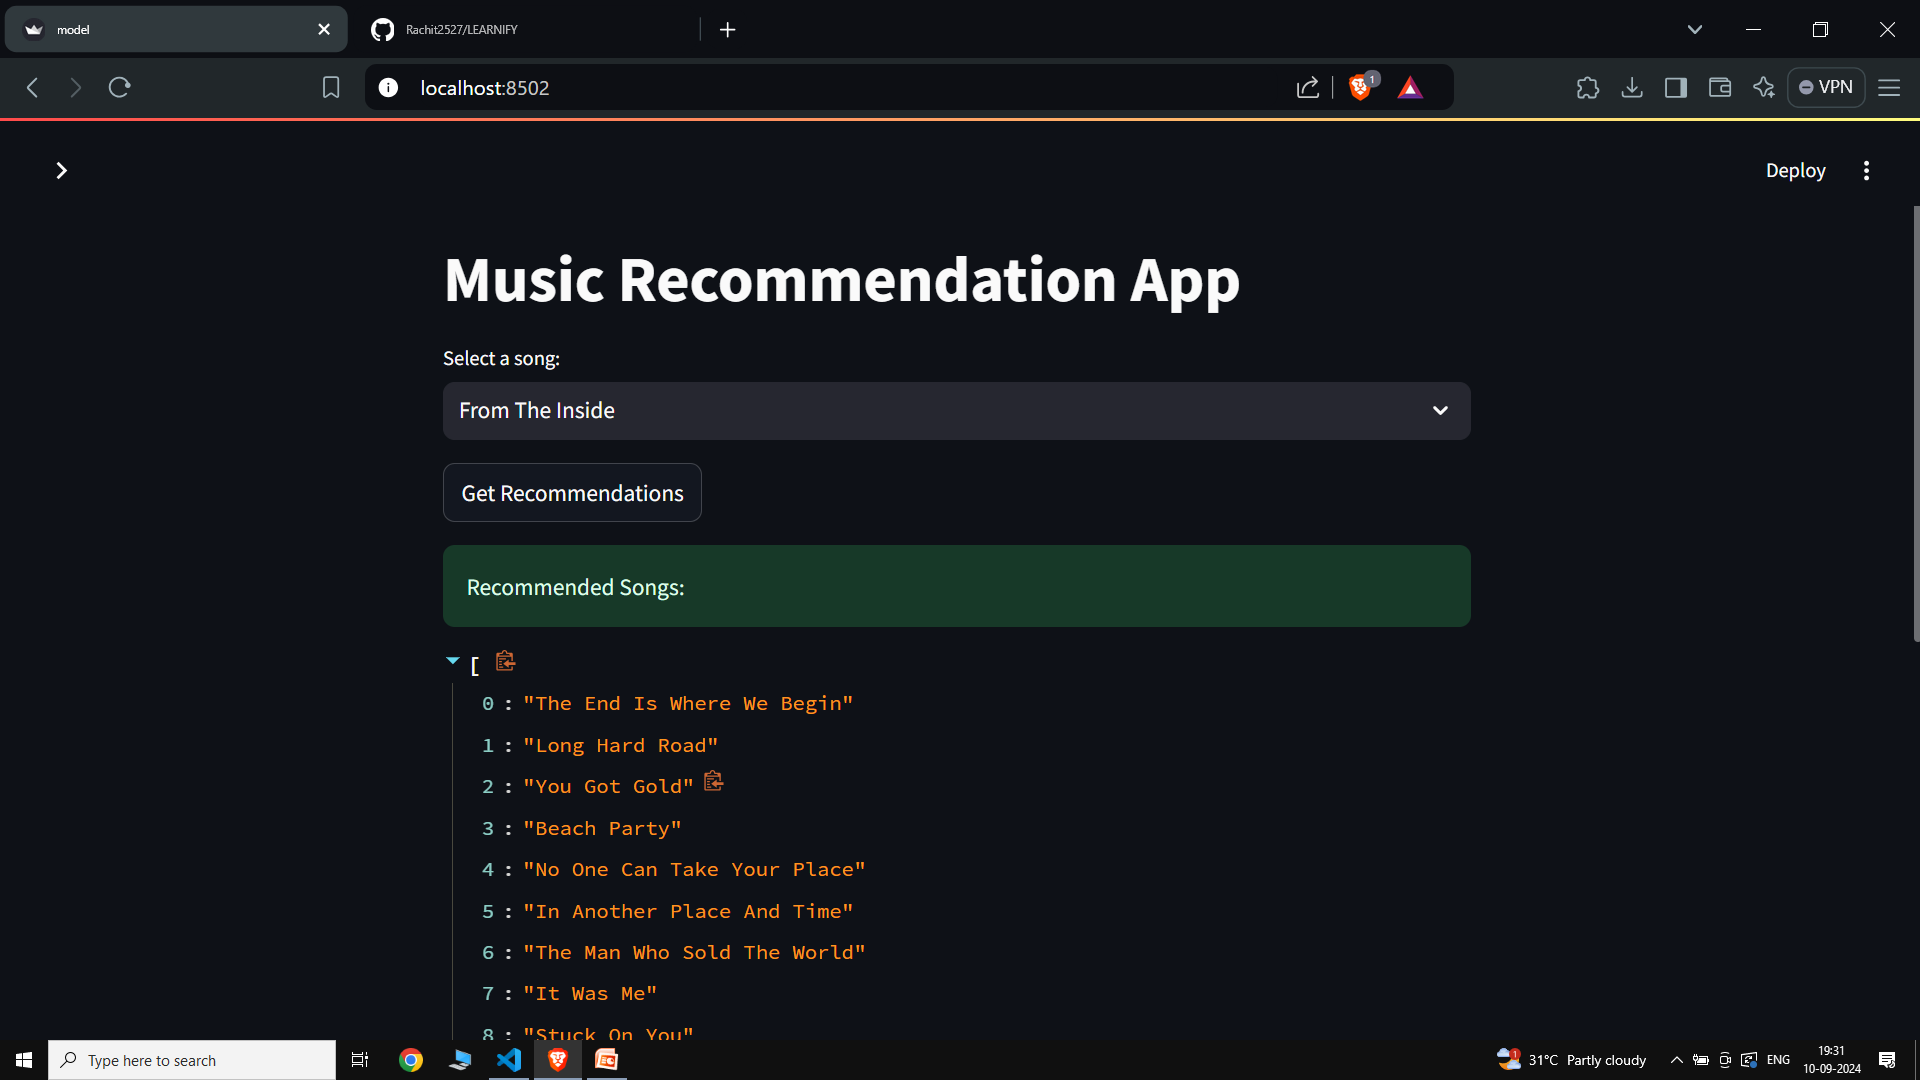 model
Rachit2527/LEARNIFY
localhost:8502
1
VPN
Deploy
Music Recommendation App
Select a song:
From The Inside
Get Recommendations
Recommended Songs:
[
0 : "The End Is Where We Begin"
1 : "Long Hard Road"
2 : "You Got Gold"
3 : "Beach Party"
4 : "No One Can Take Your Place"
5 : "In Another Place And Time"
6 : "The Man Who Sold The World"
7 : "It Was Me"
8 : "Stuck On You"
Type here to search
1
31°C Partly cloudy
ENG
19:31
10-09-2024